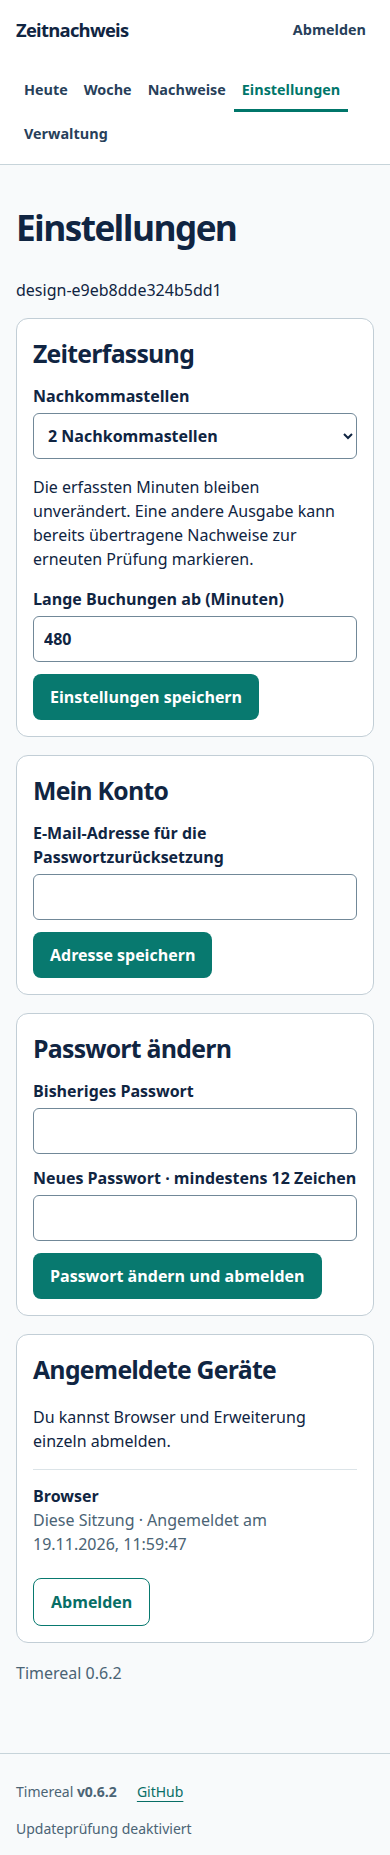 Zeitnachweis
Abmelden
Heute Woche Nachweise Einstellungen
Verwaltung
Einstellungen
design-e9eb8dde324b5dd1
Zeiterfassung
Nachkommastellen
2 Nachkommastellen
Die erfassten Minuten bleiben
unverändert. Eine andere Ausgabe kann
bereits übertragene Nachweise zur
erneuten Prüfung markieren.
Lange Buchungen ab (Minuten)
480
Einstellungen speichern
Mein Konto
E-Mail-Adresse für die
Passwortzurücksetzung
Adresse speichern
Passwort ändern
Bisheriges Passwort
Neues Passwort · mindestens 12 Zeichen
Passwort ändern und abmelden
Angemeldete Geräte
Du kannst Browser und Erweiterung
einzeln abmelden.
Browser
Diese Sitzung · Angemeldet am
19.11.2026, 11:59:47
Abmelden
Timereal 0.6.2
Timereal v0.6.2 GitHub
Updateprüfung deaktiviert